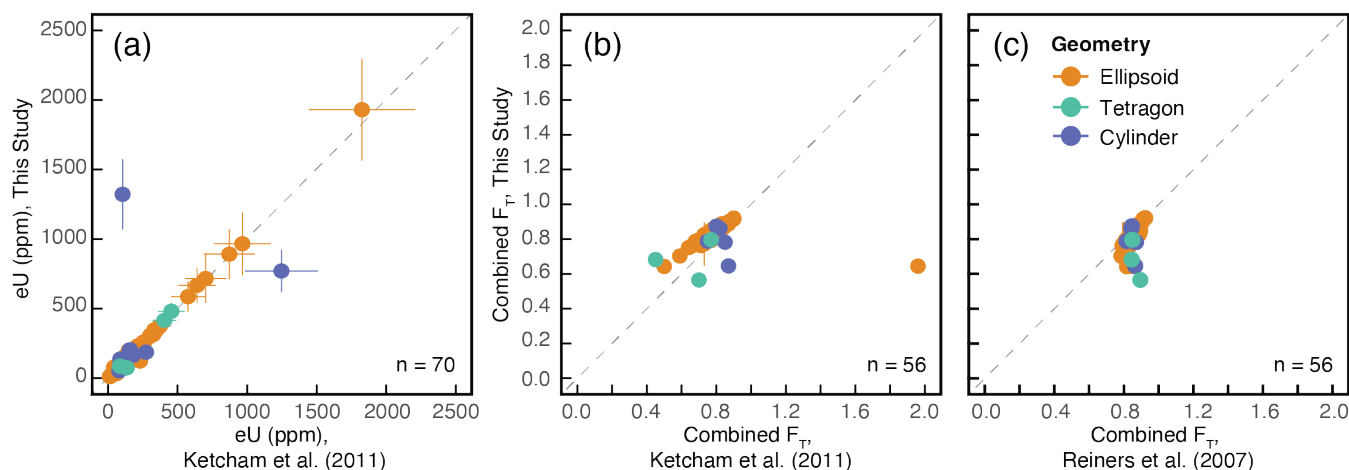 (a)
2500
2000
1500
1000
500
0
eU (ppm), This Study
n = 70
0 500 1000 1500 2000 2500
eU (ppm),
Ketcham et al. (2011)
(b)
2.0
1.6
1.4
1.2
1.0
0.8
0.6
0.4
0.2
0.0
Combined FT, This Study
n = 56
0.0 0.4 0.8 1.2 1.6 2.0
Combined FT,
Ketcham et al. (2011)
(c)
Geometry
Ellipsoid
Tetragon
Cylinder
n = 56
0.0 0.4 0.8 1.2 1.6 2.0
Combined FT,
Reiners et al. (2007)